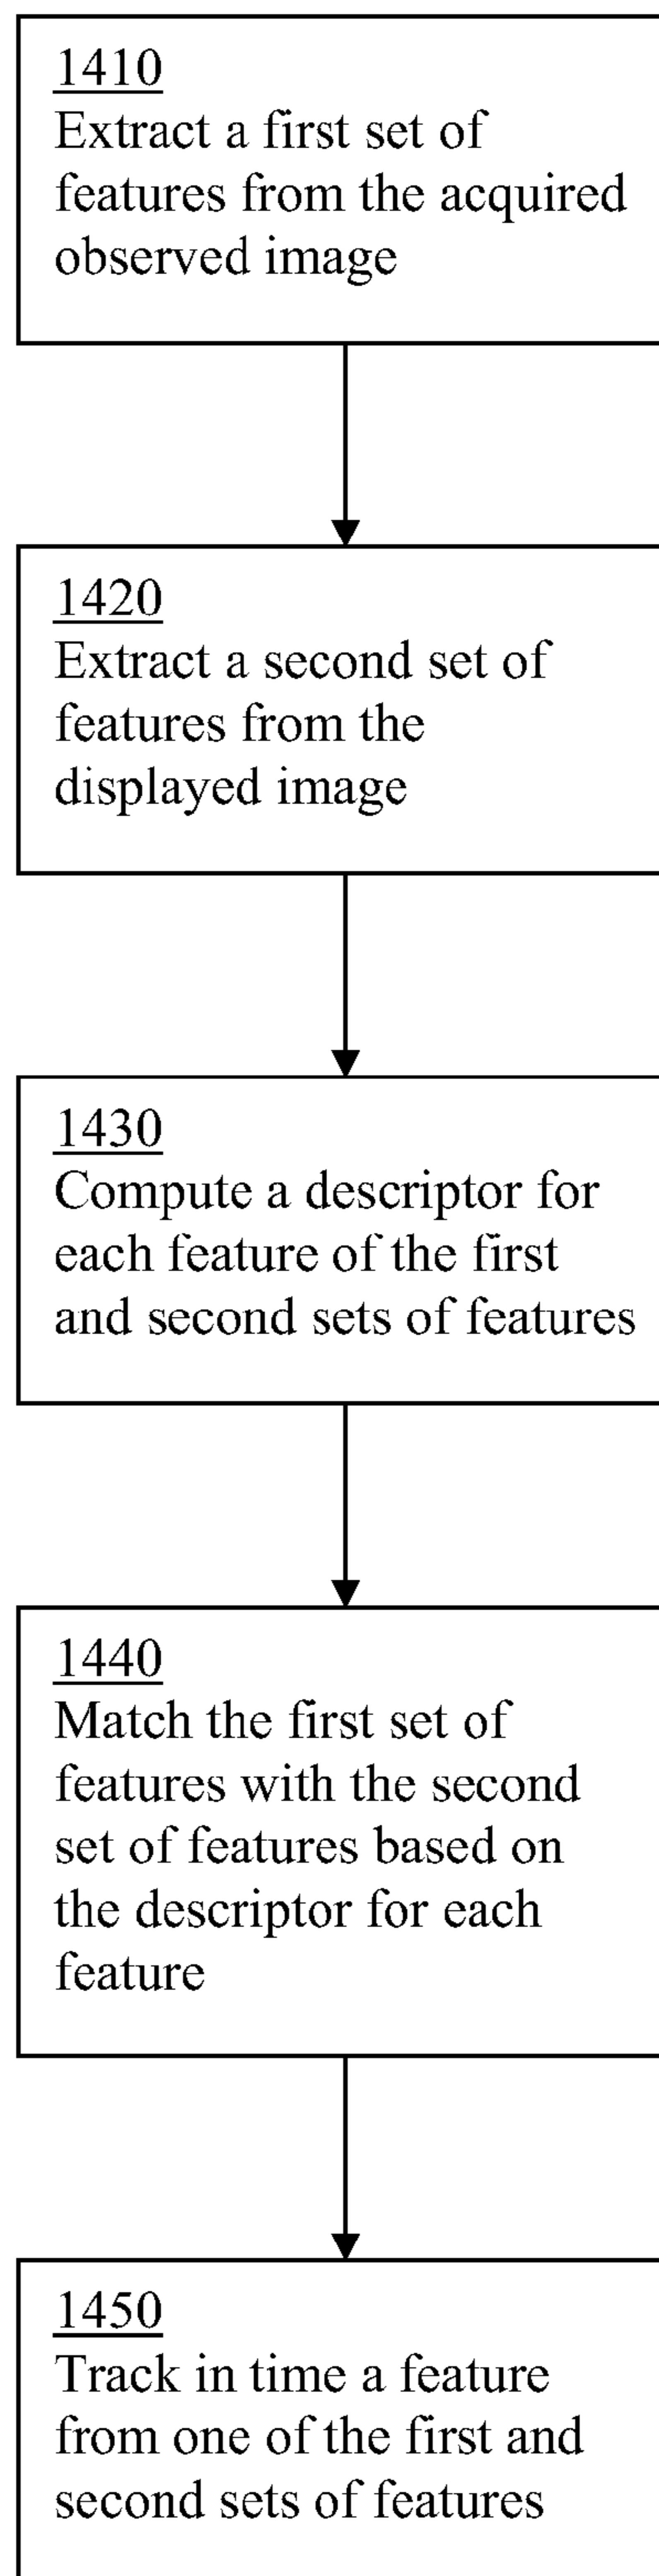 1410
Extract a first set of
features from the acquired
observed image
1420
Extract a second set of
features from the
displayed image
1430
Compute a descriptor for
each feature of the first
and second sets of features
1440
Match the first set of
features with the second
set of features based on
the descriptor for each
feature
1450
Track in time a feature
from one of the first and
second sets of features